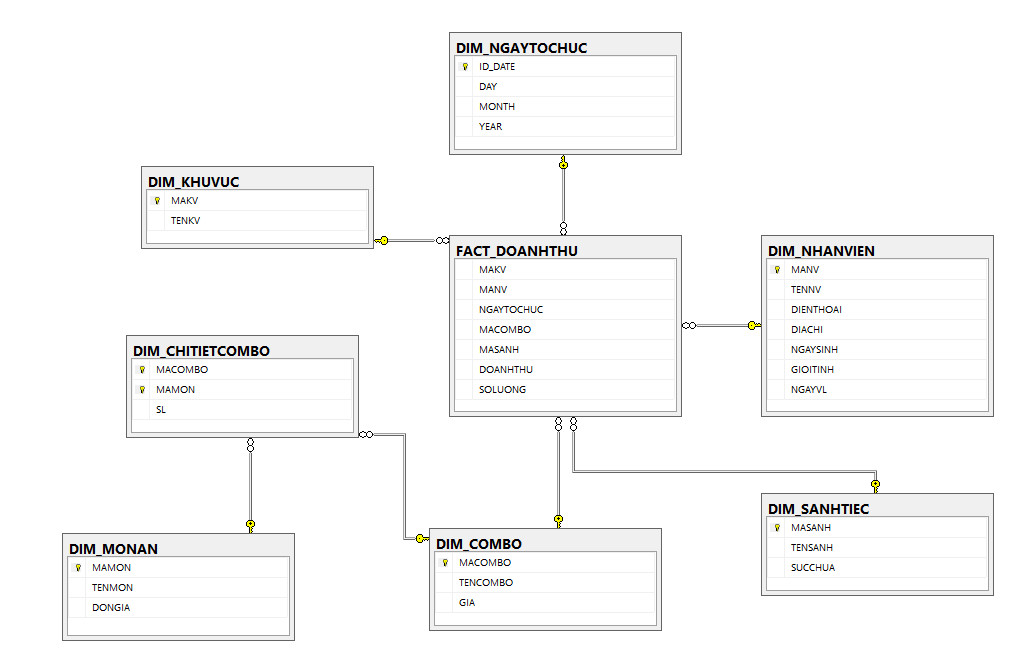 DIM_NGAYTOCHUC
ID_DATE
DAY
MONTH
YEAR
DIM_KHUVUC
MAKV
TENKV
FACT_DOANHTHU
MAKV
MANV
NGAYTOCHUC
MACOMBO
MASANH
DOANHTHU
SOLUONG
DIM_NHANVIEN
MANV
TENNV
DIENTHOAI
DIACHI
NGAYSINH
GIOITINH
NGAYVL
DIM_CHITIETCOMBO
MACOMBO
MAMON
SL
DIM_MONAN
MAMON
TENMON
DONGIA
DIM_COMBO
MACOMBO
TENCOMBO
GIA
DIM_SANHTIEC
MASANH
TENSANH
SUCCHUA